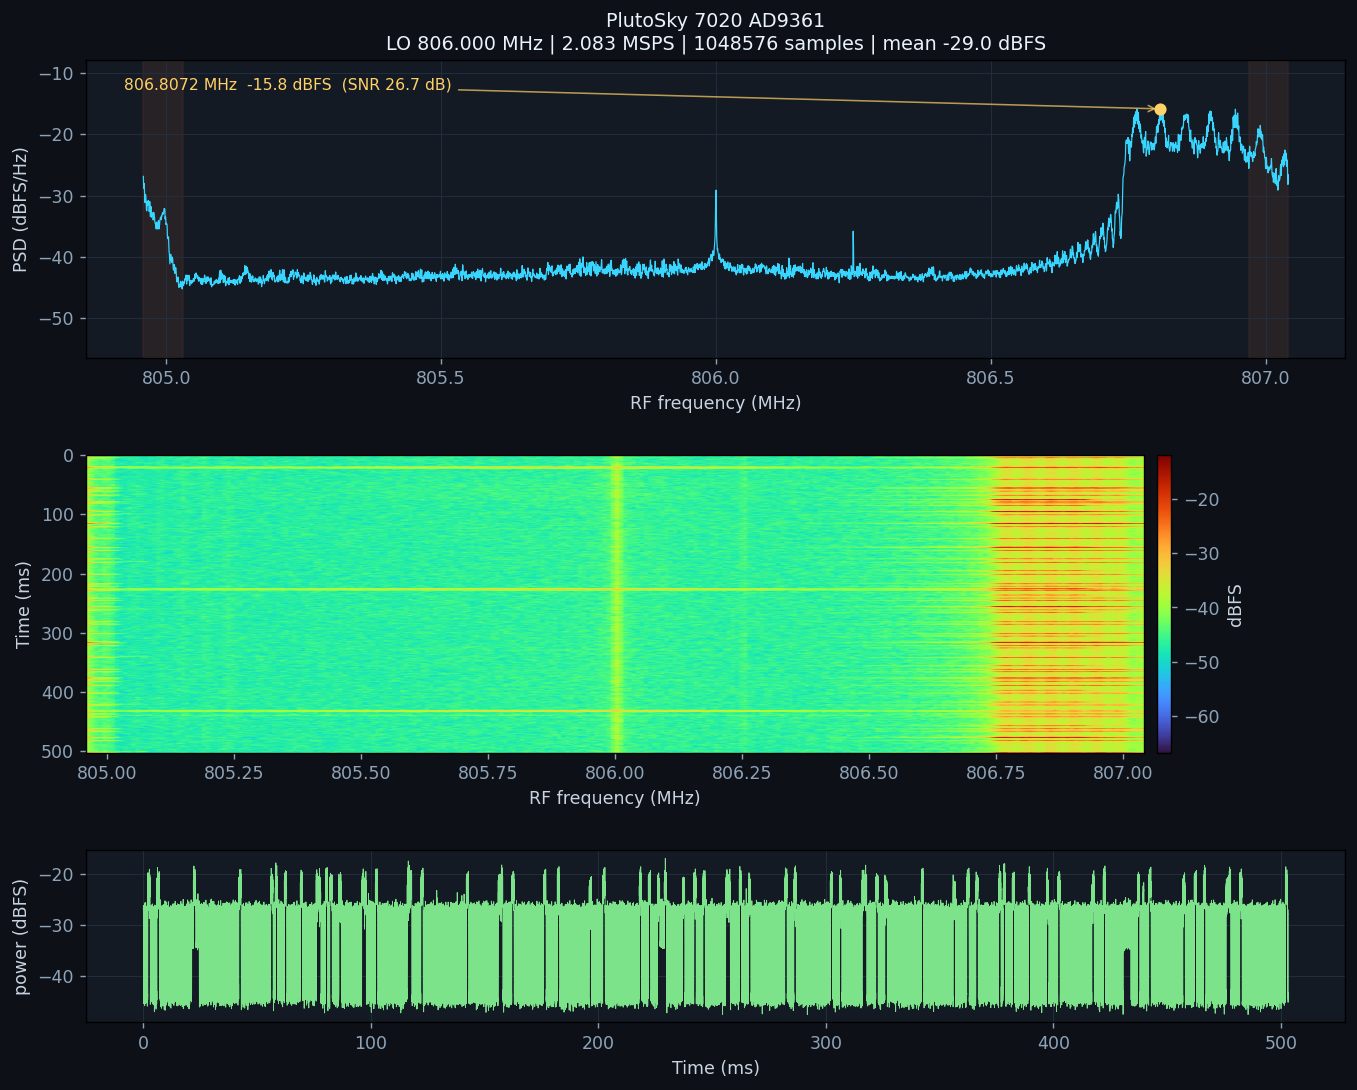 PlutoSky 7020 AD9361
LO 806.000 MHz | 2.083 MSPS | 1048576 samples | mean -29.0 dBFS
806.8072 MHz  -15.8 dBFS  (SNR 26.7 dB)
PSD (dBFS/Hz)
−10
−20
−30
−40
−50
805.0 805.5 806.0 806.5 807.0
RF frequency (MHz)
Time (ms)
0
100
200
300
400
500
805.00 805.25 805.50 805.75 806.00 806.25 806.50 806.75 807.00
RF frequency (MHz)
−20
−30
−40
−50
−60
dBFS
power (dBFS)
−20
−30
−40
0 100 200 300 400 500
Time (ms)